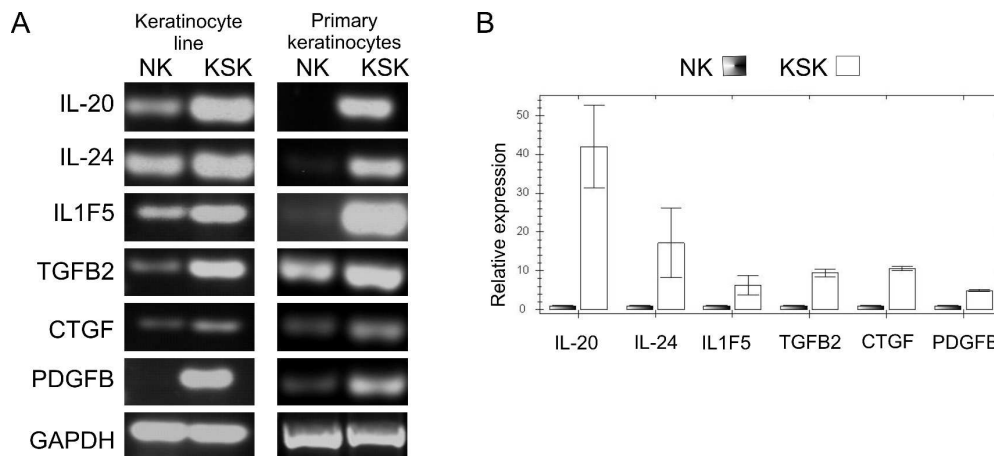 A
Keratinocyte
line
NK KSK
Primary
keratinocytes
NK KSK
IL-20
IL-24
IL1F5
TGFB2
CTGF
PDGFB
GAPDH
B
NK KSK
Relative expression
50
40
30
20
10
0
IL-20 IL-24 IL1F5 TGFB2 CTGF PDGFB